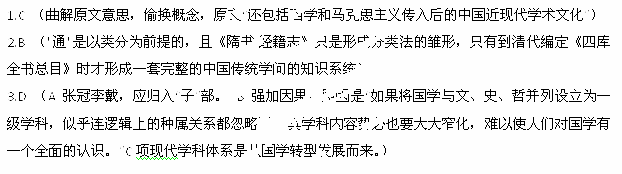 1.C （曲解原文意思，偷换概念，原文 还包括 学和马 思主义传入后的中国近现代学术文化"）
2.B （"通"是以类分为前提的，且《隋书 经籍志》只是形成分类法的雏形，只有到清代编定《四库
全书总目》时才形成一套完整的中国传统学问的知识系统
3.D （A 张冠李戴，应归入"子"部。 强加因果 是"如果将国学与文、史、哲并列设立为一
级学科，似乎连逻辑上的种属关系都忽略 学科内容 也要大大窄化，难以使人们对国学有
一个全面的认识。"C 项现代学科体系是 国学转型发展而来。）